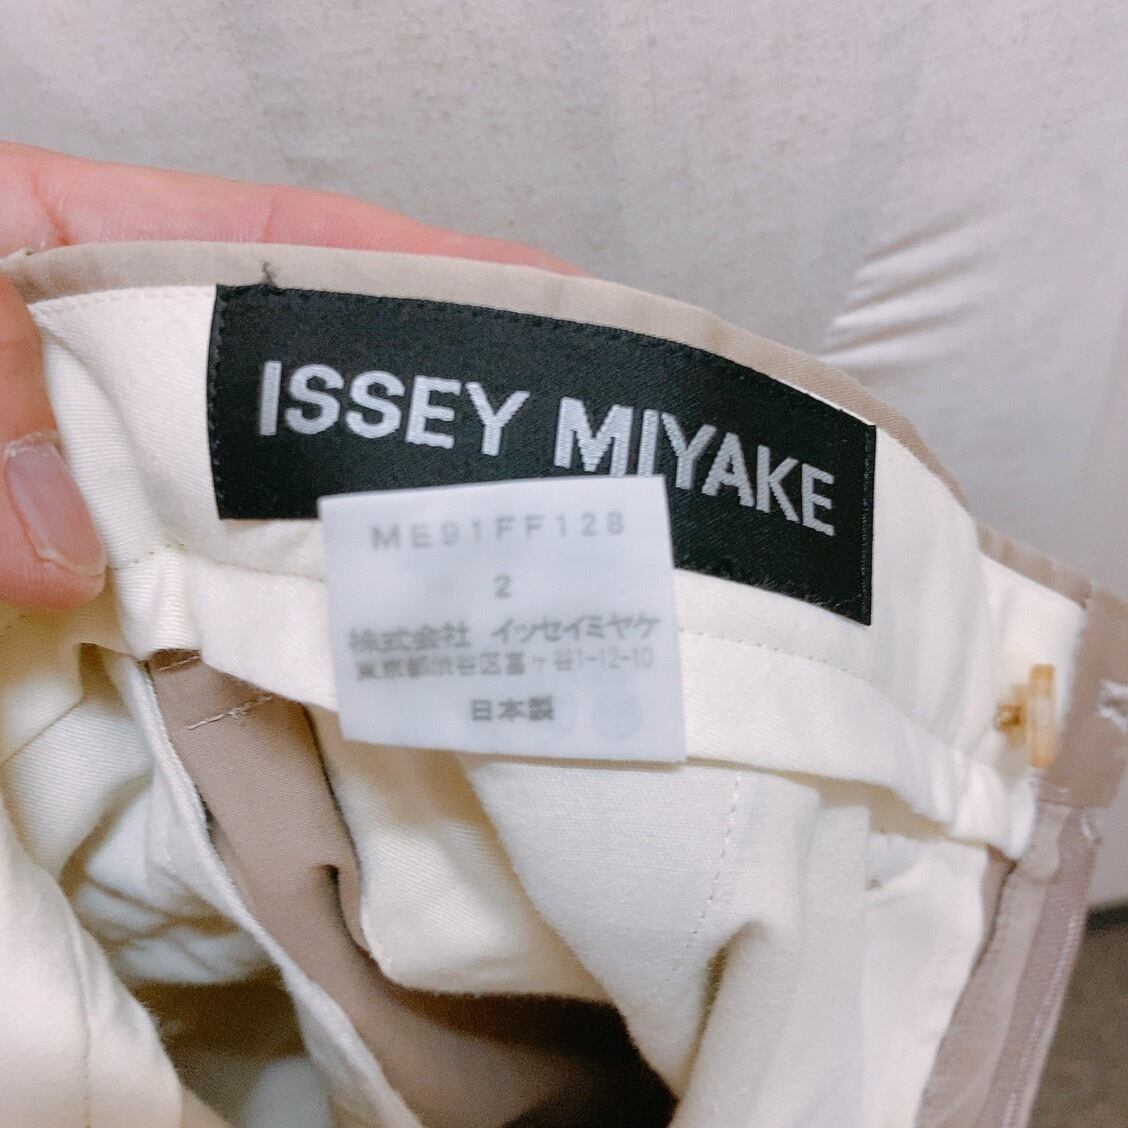 ISSEY MIYAKE
ME91FF128
2
株式会社 イッセイミヤケ
東京都渋谷区富ヶ谷1-12-10
日本製